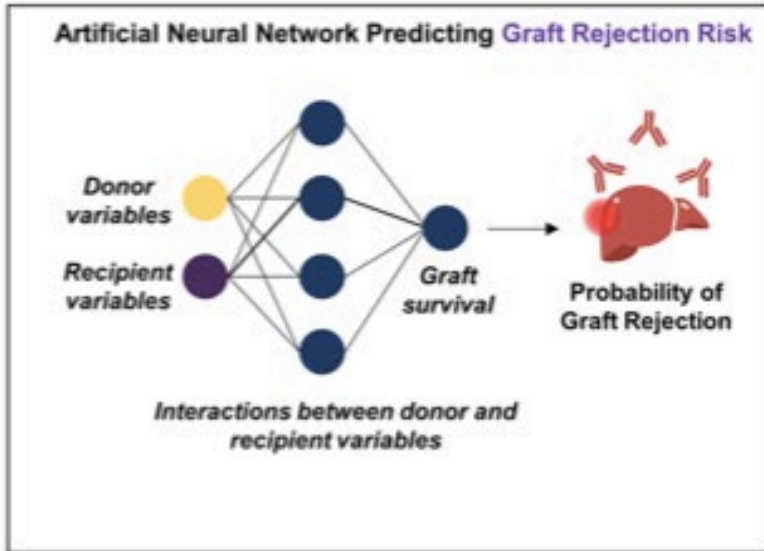 Artificial Neural Network Predicting Graft Rejection Risk
Donor
variables
Recipient
variables
Graft
survival
Probability of
Graft Rejection
Interactions between donor and
recipient variables